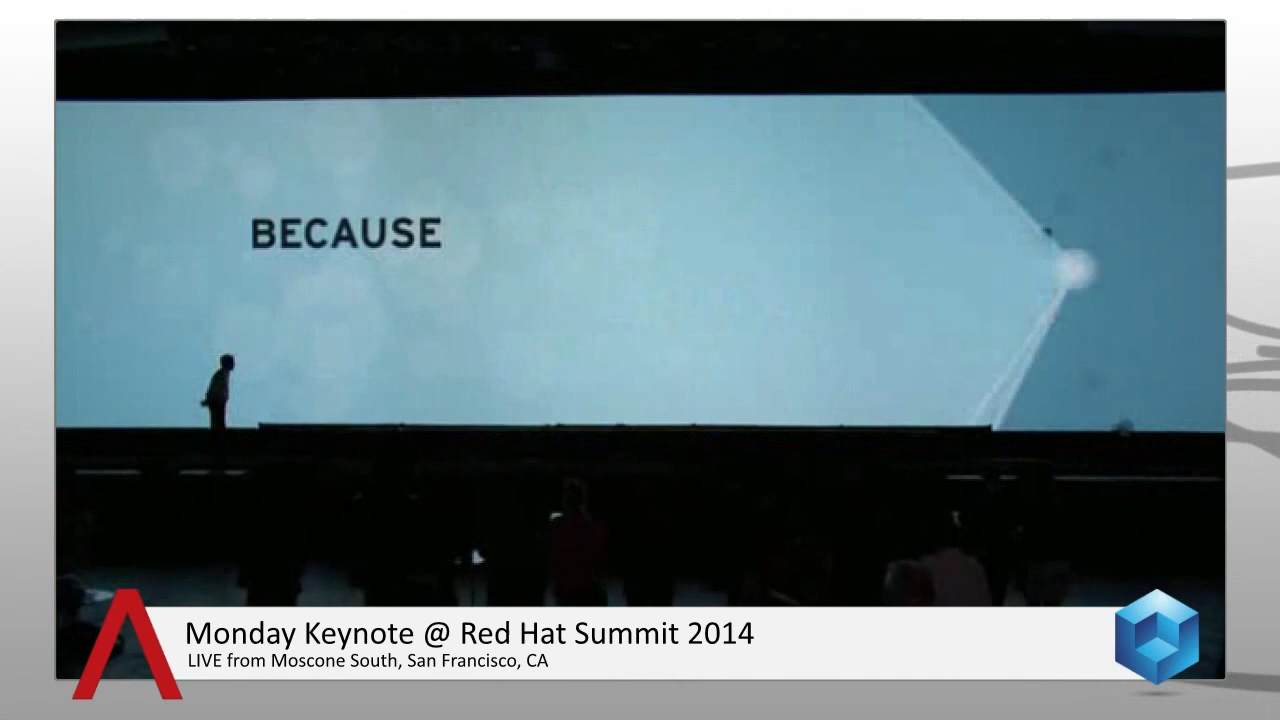 BECAUSE
Monday Keynote @ Red Hat Summit 2014
LIVE from Moscone South, San Francisco, CA